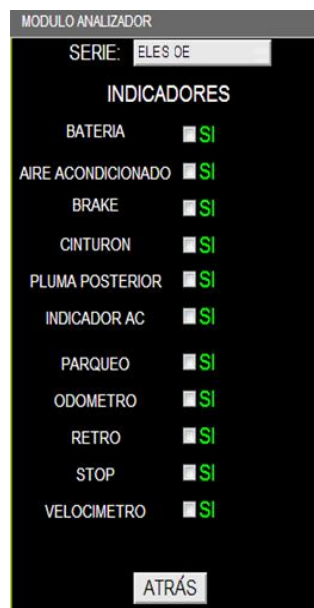 MODULO ANALIZADOR
SERIE: ELES OE
INDICADORES
BATERIA SI
AIRE ACONDICIONADO SI
BRAKE SI
CINTURON SI
PLUMA POSTERIOR SI
INDICADOR AC SI
PARQUEO SI
ODOMETRO SI
RETRO SI
STOP SI
VELOCIMETRO SI
ATRÁS